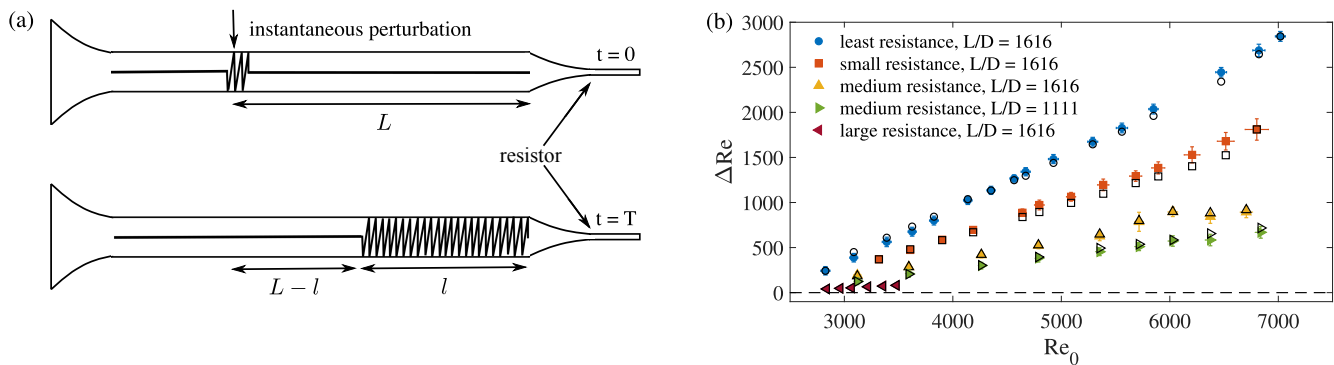 (a)
instantaneous perturbation
t = 0
L
resistor
t = T
L − l
l
(b)
3000
2500
2000
1500
1000
500
0
ΔRe
least resistance, L/D = 1616
small resistance, L/D = 1616
medium resistance, L/D = 1616
medium resistance, L/D = 1111
large resistance, L/D = 1616
3000 4000 5000 6000 7000
Re₀